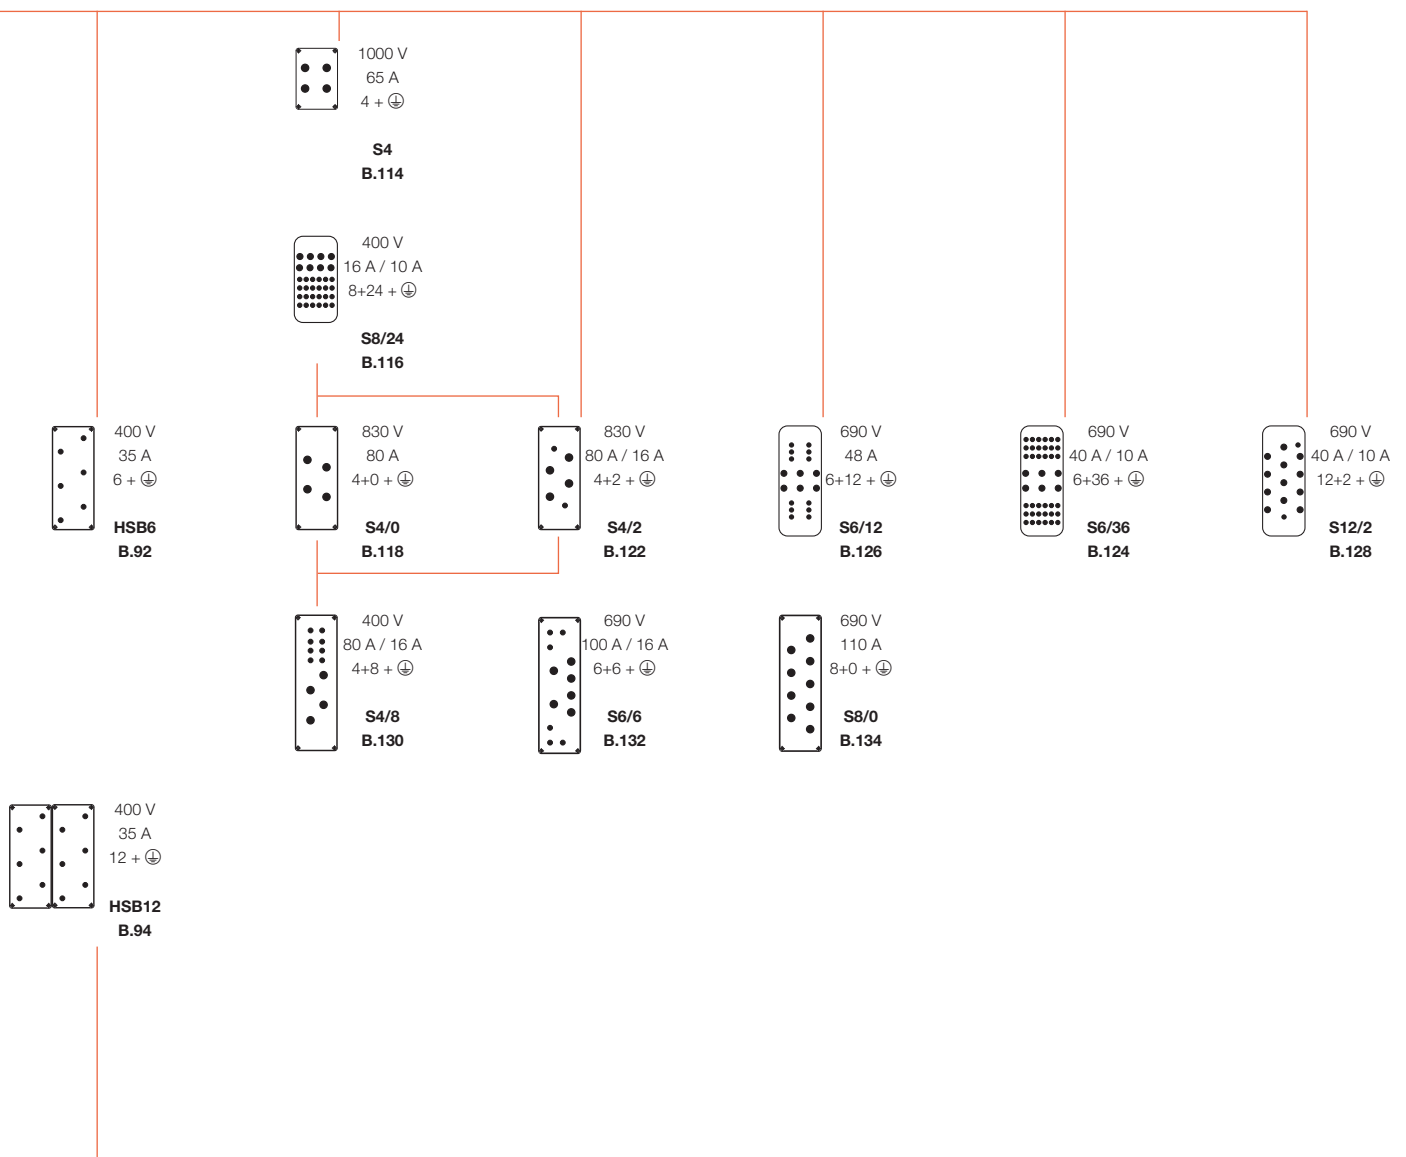 1000 V
65 A
4 + ⏚
S4
B.114
400 V
16 A / 10 A
8+24 + ⏚
S8/24
B.116
400 V
35 A
6 + ⏚
HSB6
B.92
830 V
80 A
4+0 + ⏚
S4/0
B.118
830 V
80 A / 16 A
4+2 + ⏚
S4/2
B.122
690 V
48 A
6+12 + ⏚
S6/12
B.126
690 V
40 A / 10 A
6+36 + ⏚
S6/36
B.124
690 V
40 A / 10 A
12+2 + ⏚
S12/2
B.128
400 V
80 A / 16 A
4+8 + ⏚
S4/8
B.130
690 V
100 A / 16 A
6+6 + ⏚
S6/6
B.132
690 V
110 A
8+0 + ⏚
S8/0
B.134
400 V
35 A
12 + ⏚
HSB12
B.94